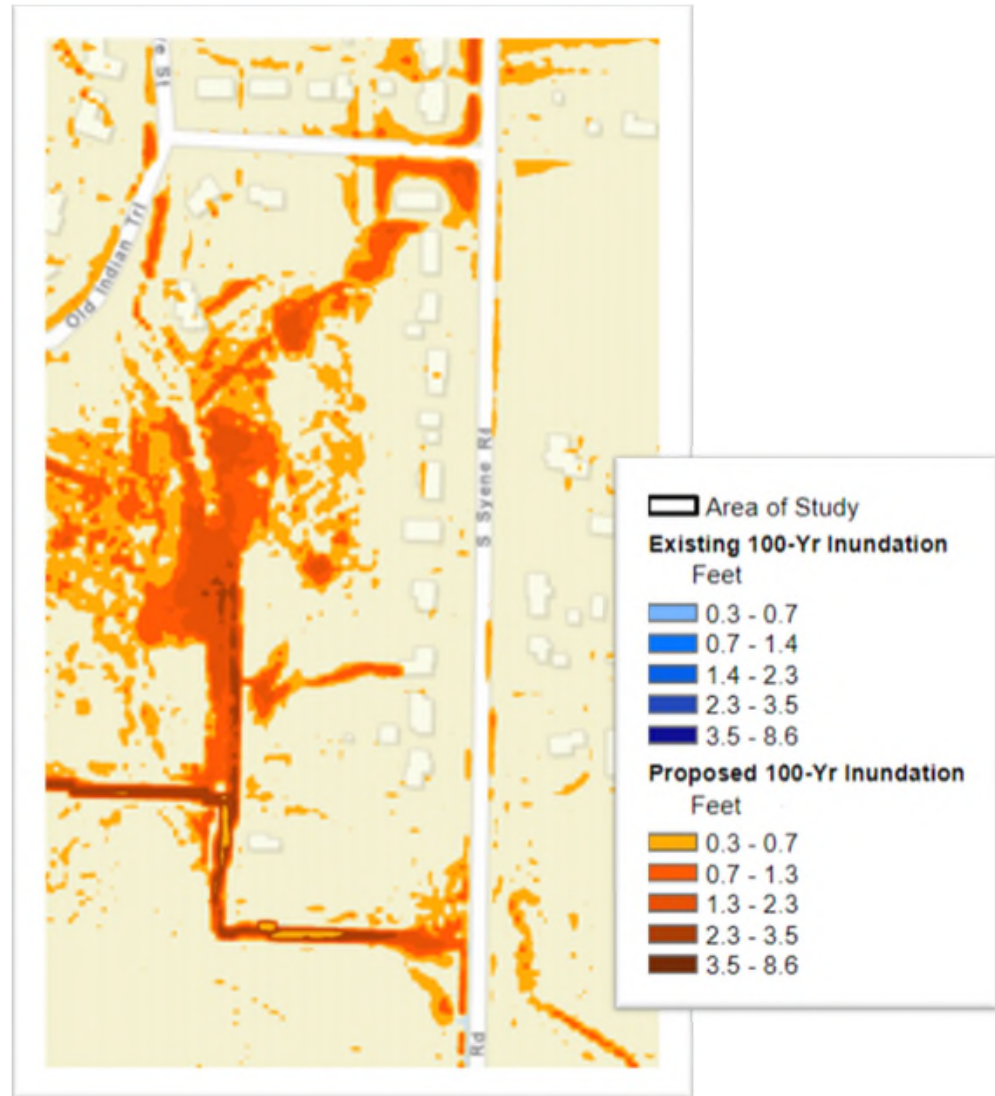 ve St
Old Indian Trl
S Syene Rd
Rd
Area of Study
Existing 100-Yr Inundation
Feet
0.3 - 0.7
0.7 - 1.4
1.4 - 2.3
2.3 - 3.5
3.5 - 8.6
Proposed 100-Yr Inundation
Feet
0.3 - 0.7
0.7 - 1.3
1.3 - 2.3
2.3 - 3.5
3.5 - 8.6